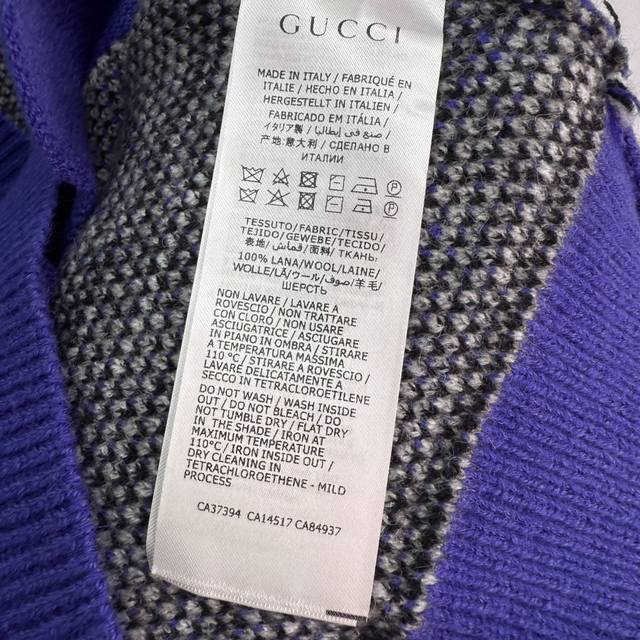 GUCCI
MADE IN ITALY / FABRIQUÉ EN
ITALIE / HECHO EN ITALIA /
HERGESTELLT IN ITALIEN /
FABRICADO EM ITÁLIA /
イタリア製 / صنع في إيطاليا /
产地:意大利 / СДЕЛАНО В
ИТАЛИИ
TESSUTO/FABRIC/TISSU/
TEJIDO/GEWEBE/TECIDO/
表地/قماش/面料/ТКАНЬ:
100% LANA/WOOL/LAINE/
WOLLE/LÃ/ウール/صوف/羊毛/
ШЕРСТЬ
NON LAVARE / LAVARE A
ROVESCIO / NON TRATTARE
CON CLORO / NON USARE
ASCIUGATRICE / ASCIUGARE
IN PIANO IN OMBRA / STIRARE
A TEMPERATURA MASSIMA
110 °C / STIRARE A ROVESCIO /
LAVARE DELICATAMENTE A
SECCO IN TETRACLOROETILENE
DO NOT WASH / WASH INSIDE
OUT / DO NOT BLEACH / DO
NOT TUMBLE DRY / FLAT DRY
IN THE SHADE / IRON AT
MAXIMUM TEMPERATURE
110 °C / IRON INSIDE OUT /
DRY CLEANING IN
TETRACHLOROETHENE - MILD
PROCESS
CA37394 CA14517 CA84937